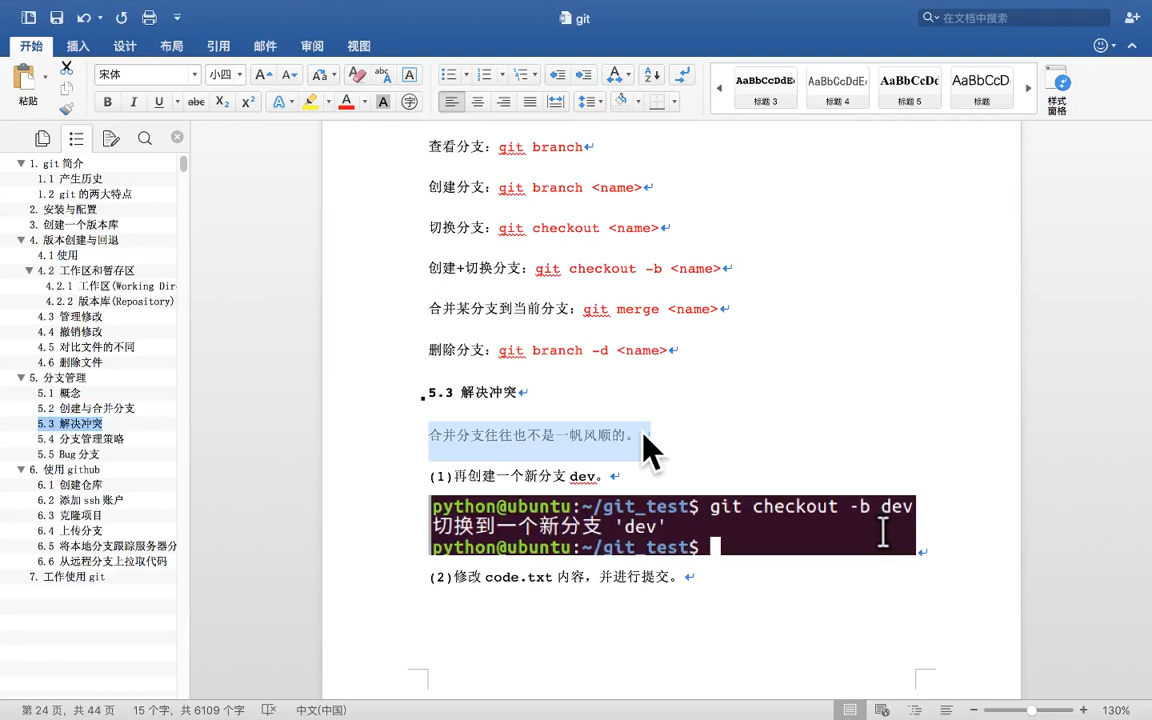 git
在文档中搜索
开始 插入 设计 布局 引用 邮件 审阅 视图
粘贴
宋体 小四
AaBbCcDdEe AaBbCcDdEe AaBbCcDc AaBbCcD
标题 3 标题 4 标题 5 标题
样式
窗格
1. git 简介
1.1 产生历史
1.2 git 的两大特点
2. 安装与配置
3. 创建一个版本库
4. 版本创建与回退
4.1 使用
4.2 工作区和暂存区
4.2.1 工作区(Working Dir
4.2.2 版本库(Repository)
4.3 管理修改
4.4 撤销修改
4.5 对比文件的不同
4.6 删除文件
5. 分支管理
5.1 概念
5.2 创建与合并分支
5.3 解决冲突
5.4 分支管理策略
5.5 Bug 分支
6. 使用 github
6.1 创建仓库
6.2 添加 ssh 账户
6.3 克隆项目
6.4 上传分支
6.5 将本地分支跟踪服务器分
6.6 从远程分支上拉取代码
7. 工作使用 git
查看分支：git branch
创建分支：git branch <name>
切换分支：git checkout <name>
创建+切换分支：git checkout -b <name>
合并某分支到当前分支：git merge <name>
删除分支：git branch -d <name>
5.3 解决冲突
合并分支往往也不是一帆风顺的。
(1)再创建一个新分支 dev。
python@ubuntu:~/git_test$ git checkout -b dev
切换到一个新分支 'dev'
python@ubuntu:~/git_test$
(2)修改 code.txt 内容，并进行提交。
第 24 页，共 44 页 15 个字，共 6109 个字 中文(中国) 130%